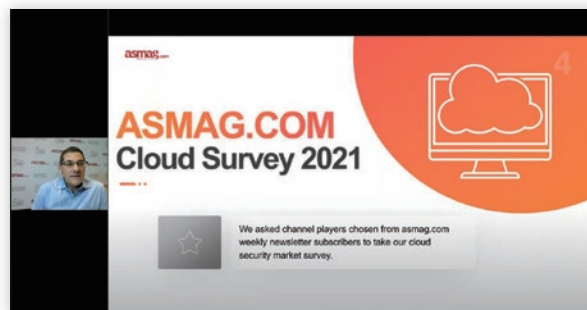 asmag.com
4
ASMAG.COM
Cloud Survey 2021
We asked channel players chosen from asmag.com
weekly newsletter subscribers to take our cloud
security market survey.